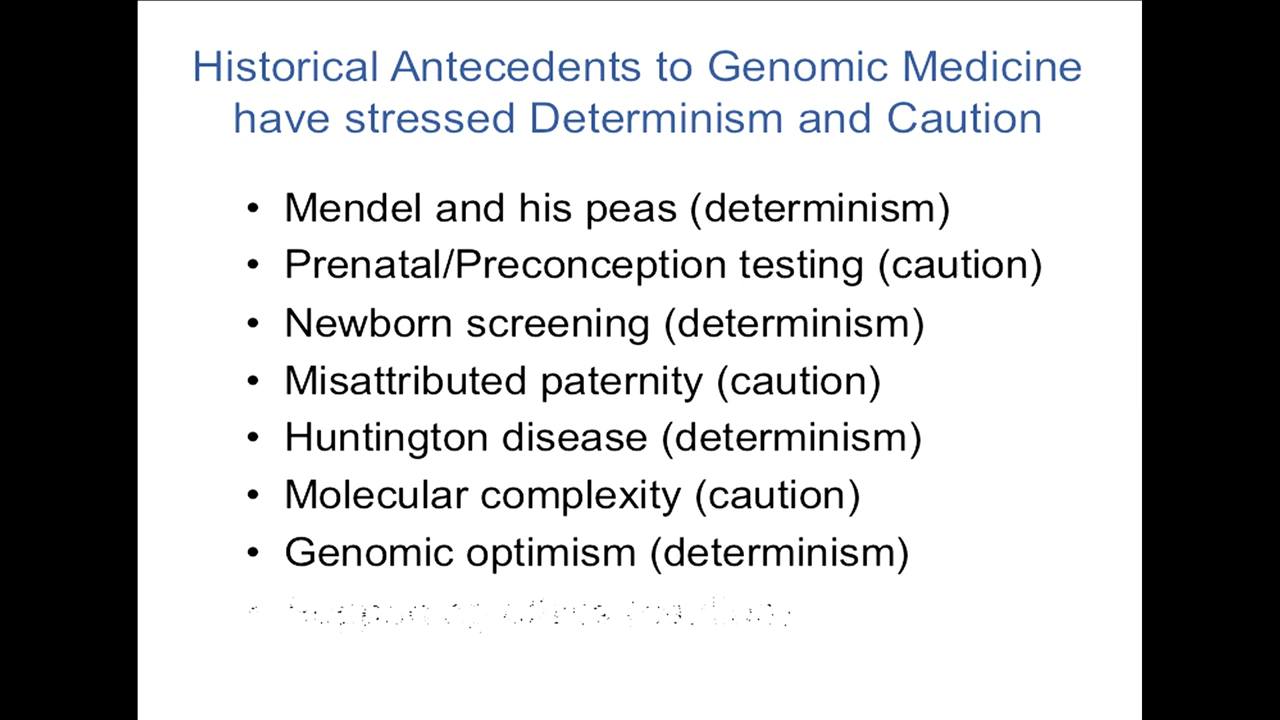 Historical Antecedents to Genomic Medicine
have stressed Determinism and Caution
• Mendel and his peas (determinism)
• Prenatal/Preconception testing (caution)
• Newborn screening (determinism)
• Misattributed paternity (caution)
• Huntington disease (determinism)
• Molecular complexity (caution)
• Genomic optimism (determinism)